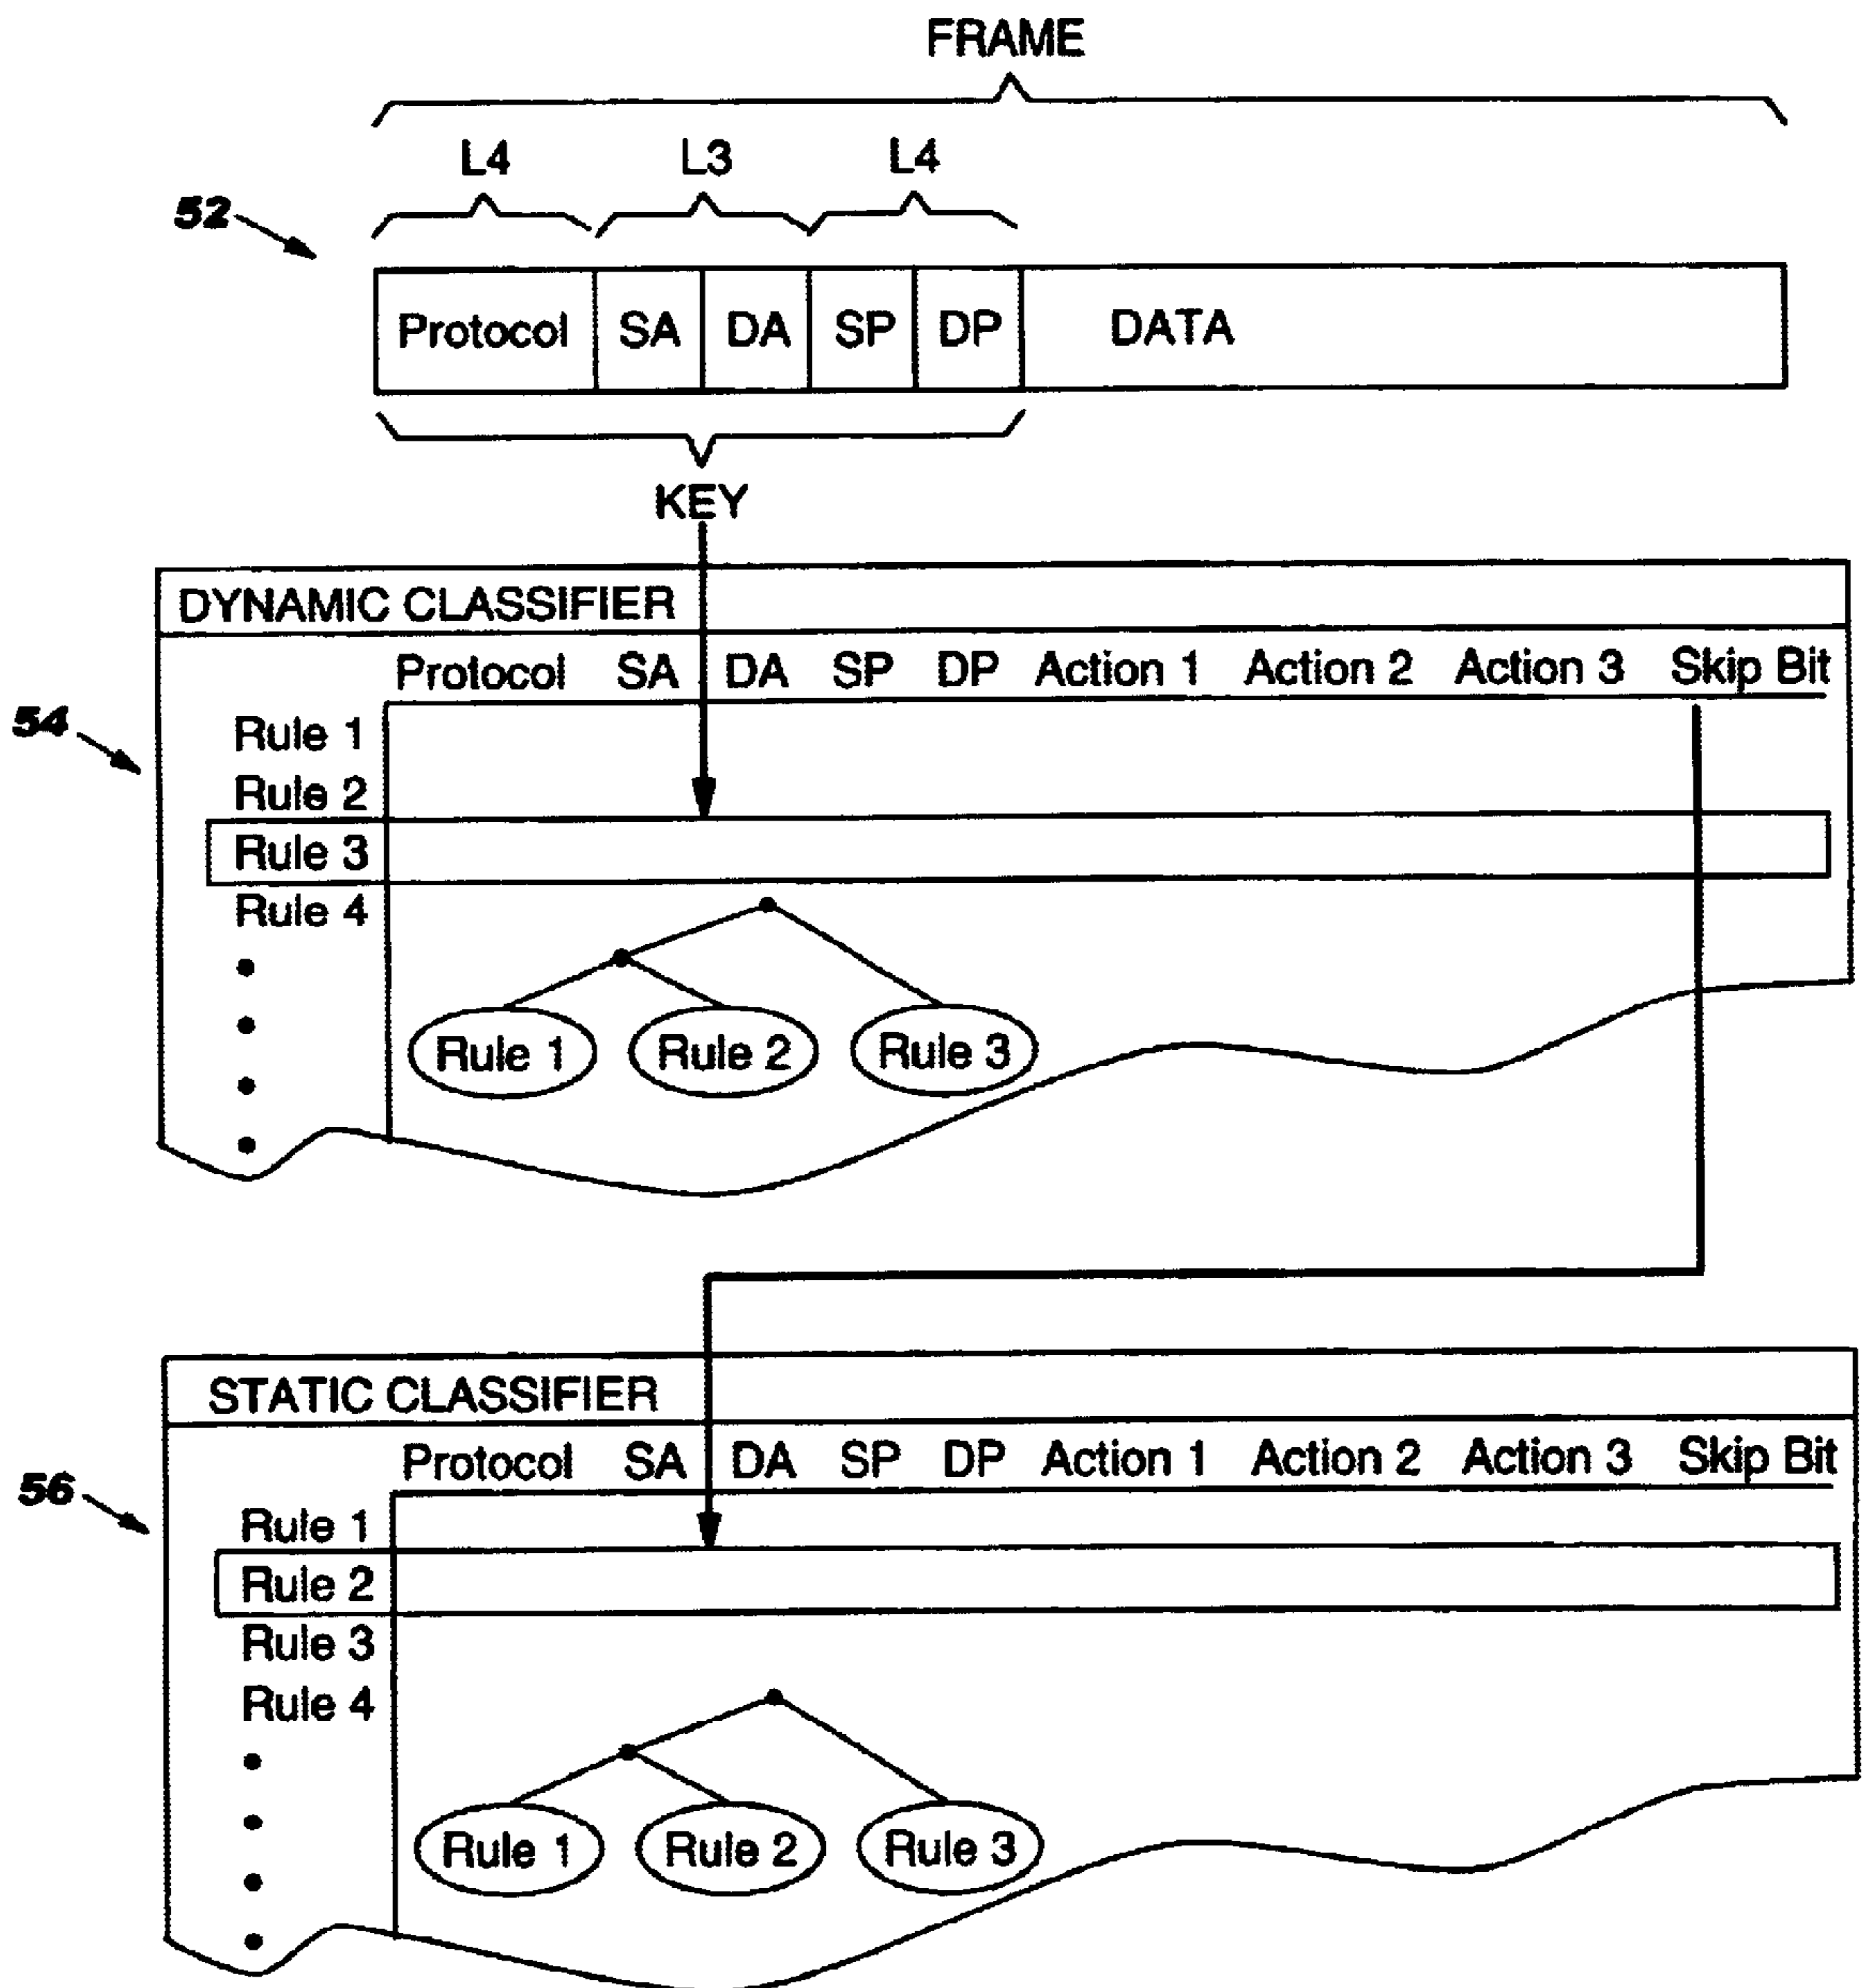 FRAME
L4 L3 L4
52
Protocol SA DA SP DP DATA
KEY
DYNAMIC CLASSIFIER
Protocol SA DA SP DP Action 1 Action 2 Action 3 Skip Bit
54
Rule 1
Rule 2
Rule 3
Rule 4
Rule 1 Rule 2 Rule 3
STATIC CLASSIFIER
Protocol SA DA SP DP Action 1 Action 2 Action 3 Skip Bit
56
Rule 1
Rule 2
Rule 3
Rule 4
Rule 1 Rule 2 Rule 3